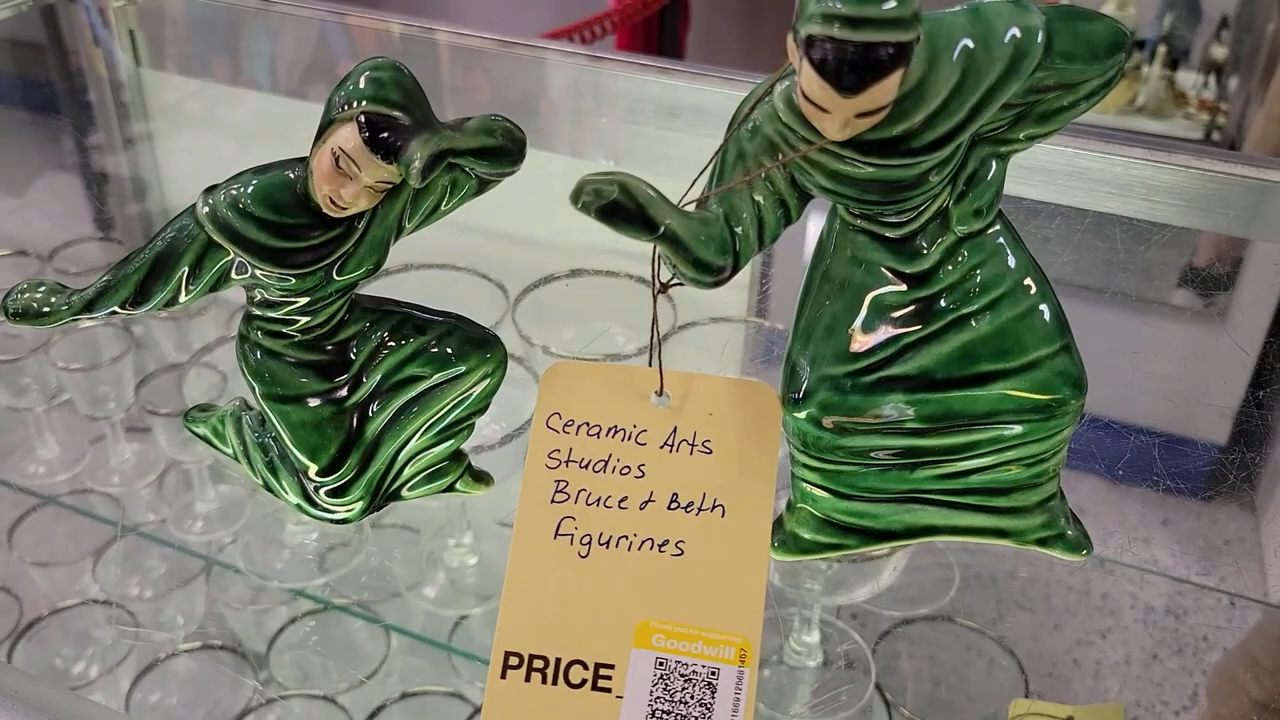 Ceramic Arts
Studios
Bruce & Beth
Figurines
PRICE
Thank you for supporting
Goodwill